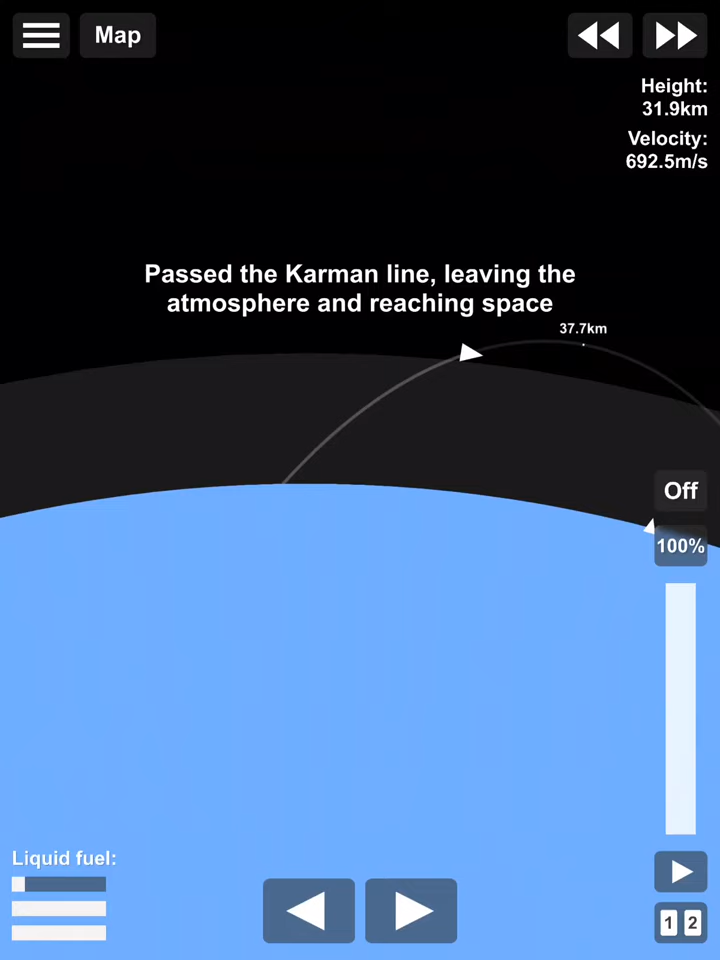 Map
Height:
31.9km
Velocity:
692.5m/s
Passed the Karman line, leaving the
atmosphere and reaching space
37.7km
Off
100%
Liquid fuel:
1 2